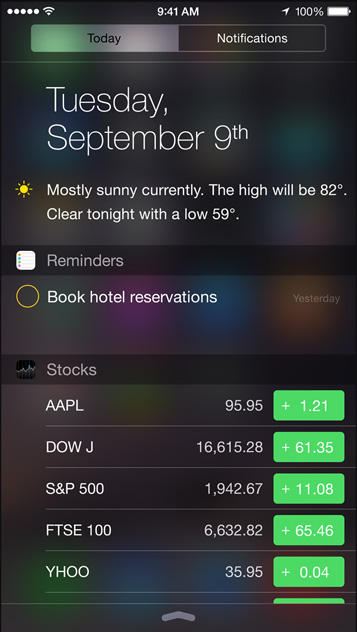 9:41 AM 100%
Today Notifications
Tuesday,
September 9th
Mostly sunny currently. The high will be 82°.
Clear tonight with a low 59°.
Reminders
Book hotel reservations Yesterday
Stocks
AAPL 95.95 + 1.21
DOW J 16,615.28 + 61.35
S&P 500 1,942.67 + 11.08
FTSE 100 6,632.82 + 65.46
YHOO 35.95 + 0.04